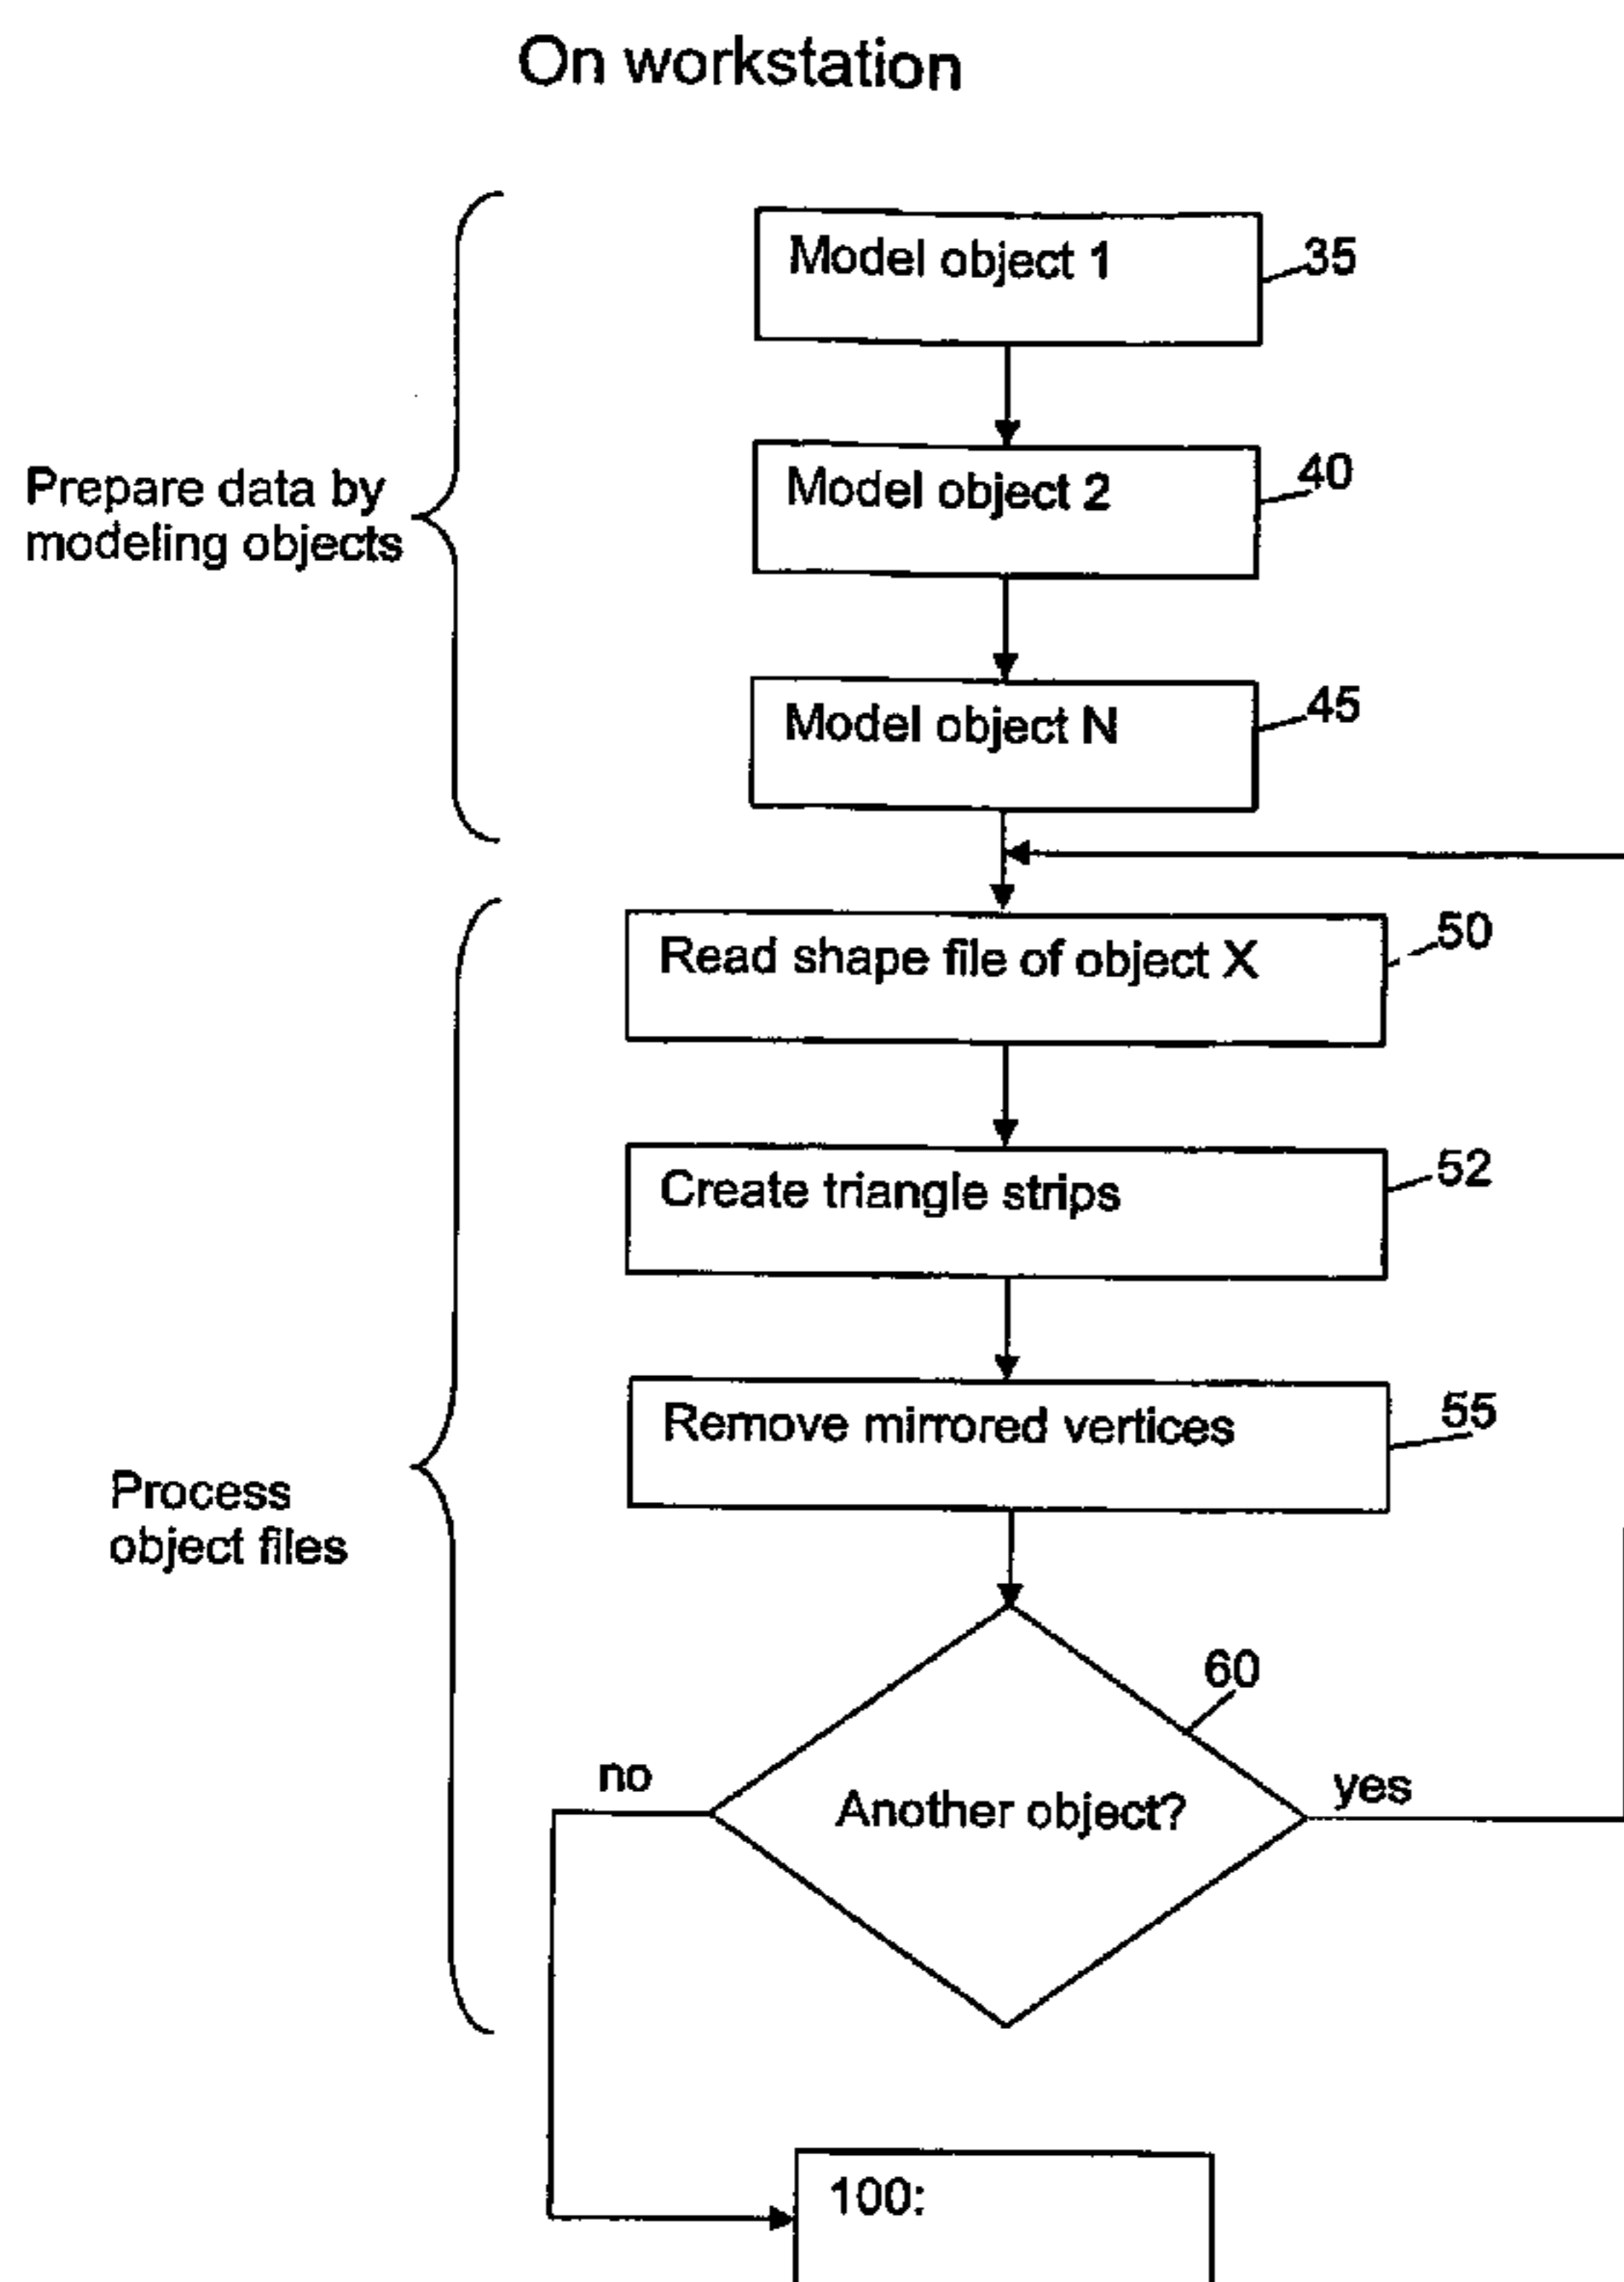 On workstation
Model object 1
35
Model object 2
40
Prepare data by
modeling objects
Model object N
45
Read shape file of object X
50
Create triangle strips
52
Remove mirrored vertices
55
Process
object files
60
no
Another object?
yes
100: